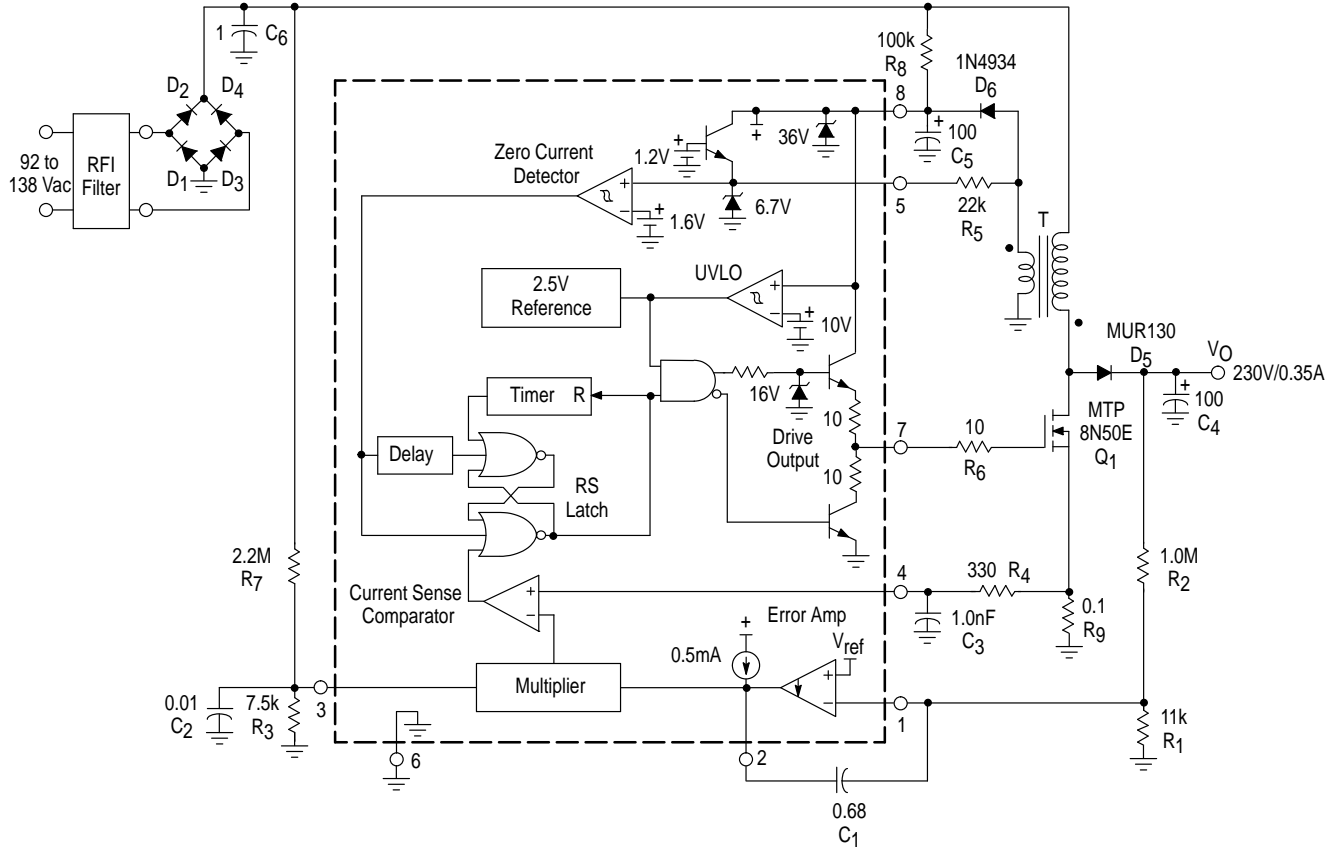 1
C6
100k
R8
1N4934
D6
8
D2
D4
D1
D3
92 to
138 Vac
RFI
Filter
+
100
C5
36V
+
1.2V
+
Zero Current
Detector
+
−
1.6V
+
6.7V
5
22k
R5
T
UVLO
2.5V
Reference
+
−
10V
+
MUR130
D5
VO
230V/0.35A
+
100
C4
16V
Timer
R
10
Drive
Output
7
10
R6
MTP
8N50E
Q1
Delay
10
RS
Latch
2.2M
R7
1.0M
R2
4
330
R4
Current Sense
Comparator
+
−
1.0nF
C3
0.1
R9
Error Amp
+
0.5mA
Vref
+
−
Multiplier
1
3
0.01
C2
7.5k
R3
11k
R1
6
2
0.68
C1